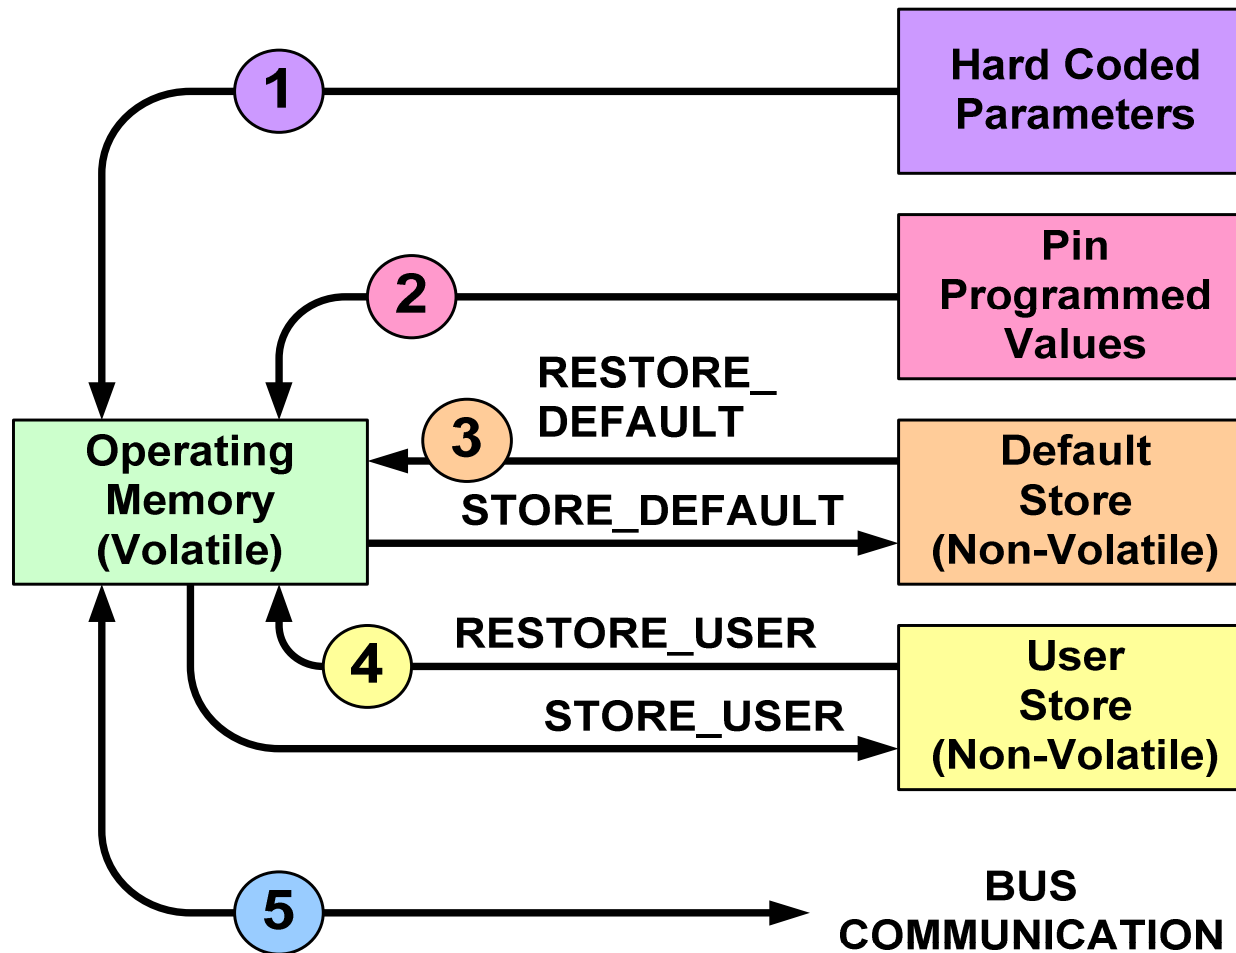 1
Hard Coded
Parameters
2
Pin
Programmed
Values
RESTORE_
DEFAULT
3
Operating
Memory
(Volatile)
STORE_DEFAULT
Default
Store
(Non-Volatile)
RESTORE_USER
4
STORE_USER
User
Store
(Non-Volatile)
5
BUS
COMMUNICATION